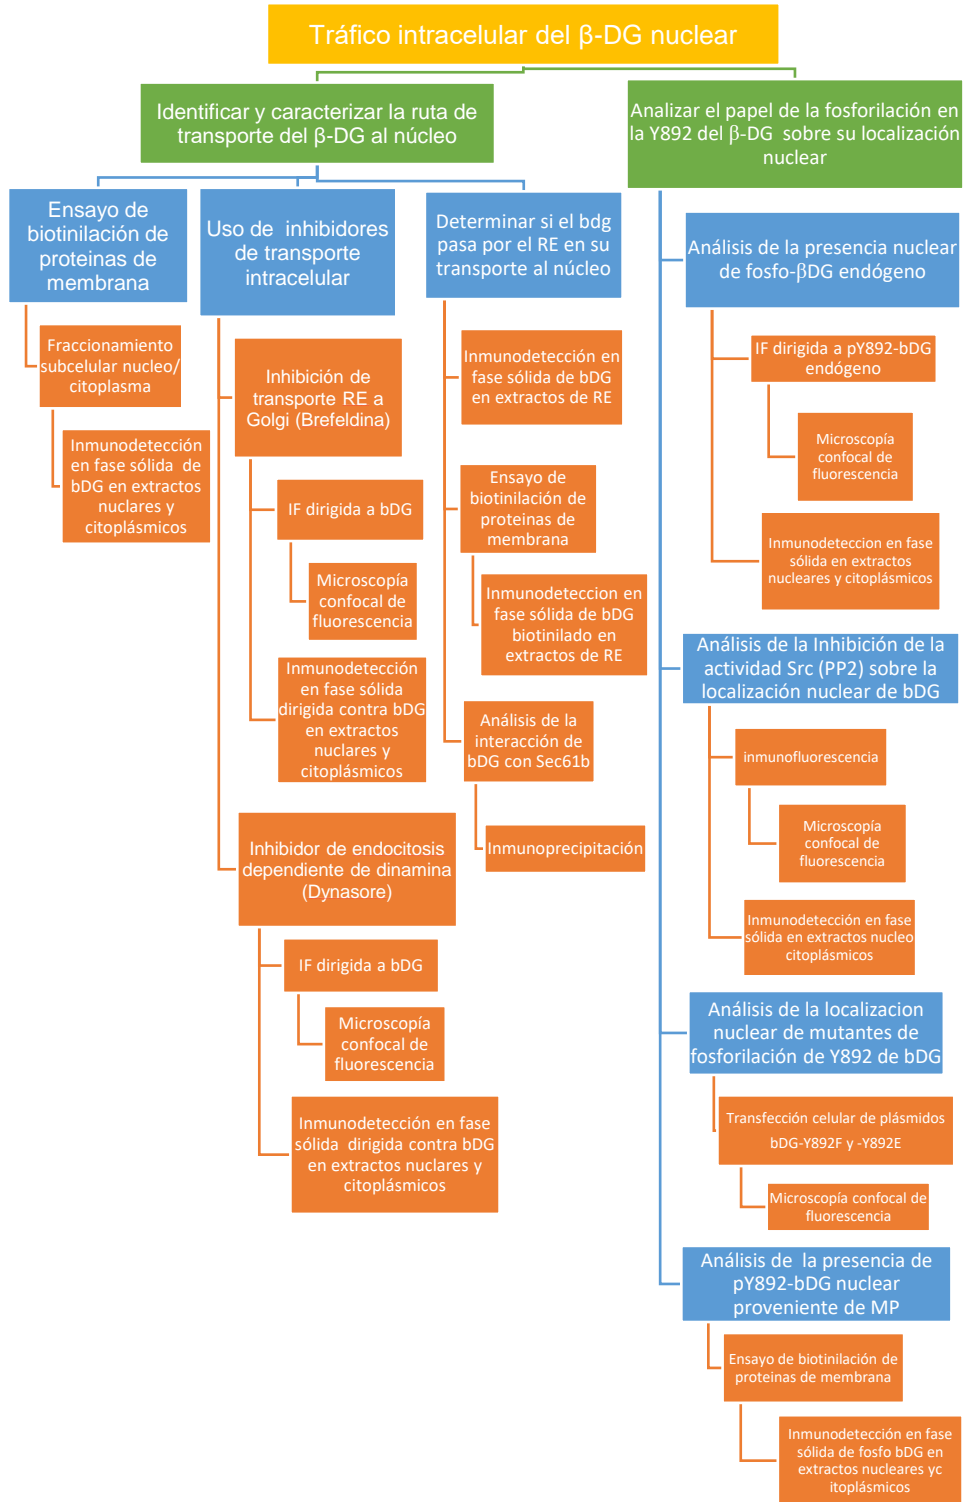 Tráfico intracelular del β-DG nuclear
Identificar y caracterizar la ruta de
transporte del β-DG al núcleo
Ensayo de
biotinilación de
proteinas de
membrana
Fraccionamiento
subcelular nucleo/
citoplasma
Inmunodetección
en fase sólida de
bDG en extractos
nuclares y
citoplásmicos
Uso de inhibidores
de transporte
intracelular
Inhibición de
transporte RE a
Golgi (Brefeldina)
IF dirigida a bDG
Microscopía
confocal de
fluorescencia
Inmunodetección
en fase sólida
dirigida contra bDG
en extractos
nuclares y
citoplásmicos
Inhibidor de endocitosis
dependiente de dinamina
(Dynasore)
IF dirigida a bDG
Microscopía
confocal de
fluorescencia
Inmunodetección en fase
sólida dirigida contra bDG
en extractos nuclares y
citoplásmicos
Determinar si el bdg
pasa por el RE en su
transporte al núcleo
Inmunodetección en
fase sólida de bDG
en extractos de RE
Ensayo de
biotinilación de
proteinas de
membrana
Inmunodeteccion en
fase sólida de bDG
biotinilado en
extractos de RE
Análisis de la
interacción de
bDG con Sec61b
Inmunoprecipitación
Analizar el papel de la fosforilación en
la Y892 del β-DG sobre su localización
nuclear
Análisis de la presencia nuclear
de fosfo-βDG endógeno
IF dirigida a pY892-bDG
endógeno
Microscopía
confocal de
fluorescencia
Inmunodeteccion en fase
sólida en extractos
nucleares y citoplásmicos
Análisis de la Inhibición de la
actividad Src (PP2) sobre la
localización nuclear de bDG
inmunofluorescencia
Microscopía
confocal de
fluorescencia
Inmunodetección en fase
sólida en extractos nucleo
citoplásmicos
Análisis de la localizacion
nuclear de mutantes de
fosforilación de Y892 de bDG
Transfección celular de plásmidos
bDG-Y892F y -Y892E
Microscopía confocal de
fluorescencia
Análisis de la presencia de
pY892-bDG nuclear
proveniente de MP
Ensayo de biotinilación de
proteinas de membrana
Inmunodetección en fase
sólida de fosfo bDG en
extractos nucleares yc
itoplásmicos